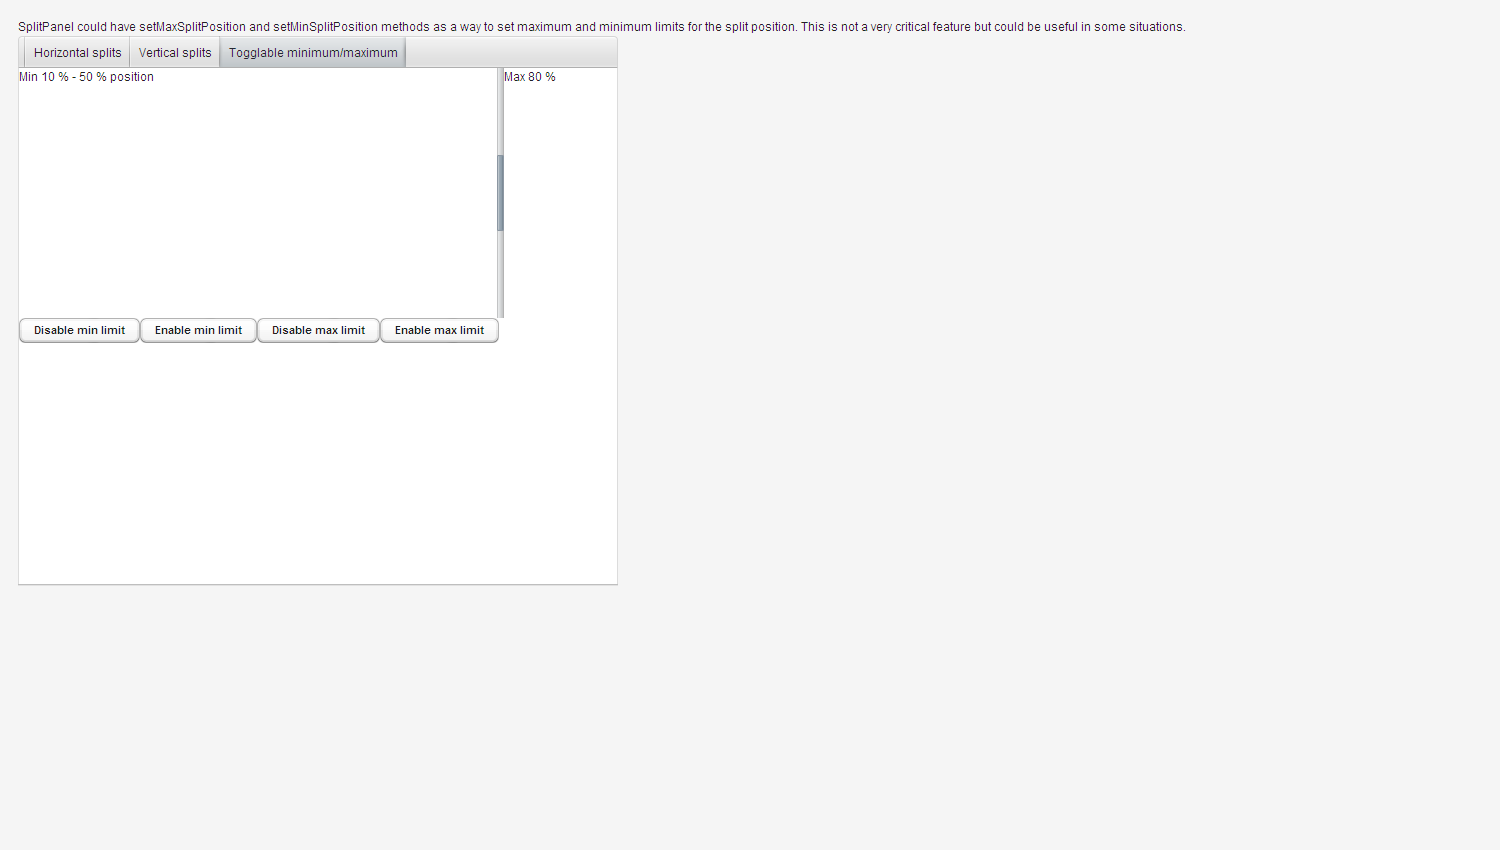 SplitPanel could have setMaxSplitPosition and setMinSplitPosition methods as a way to set maximum and minimum limits for the split position. This is not a very critical feature but could be useful in some situations.
Horizontal splits Vertical splits Togglable minimum/maximum
Min 10 % - 50 % position Max 80 %
Disable min limit Enable min limit Disable max limit Enable max limit